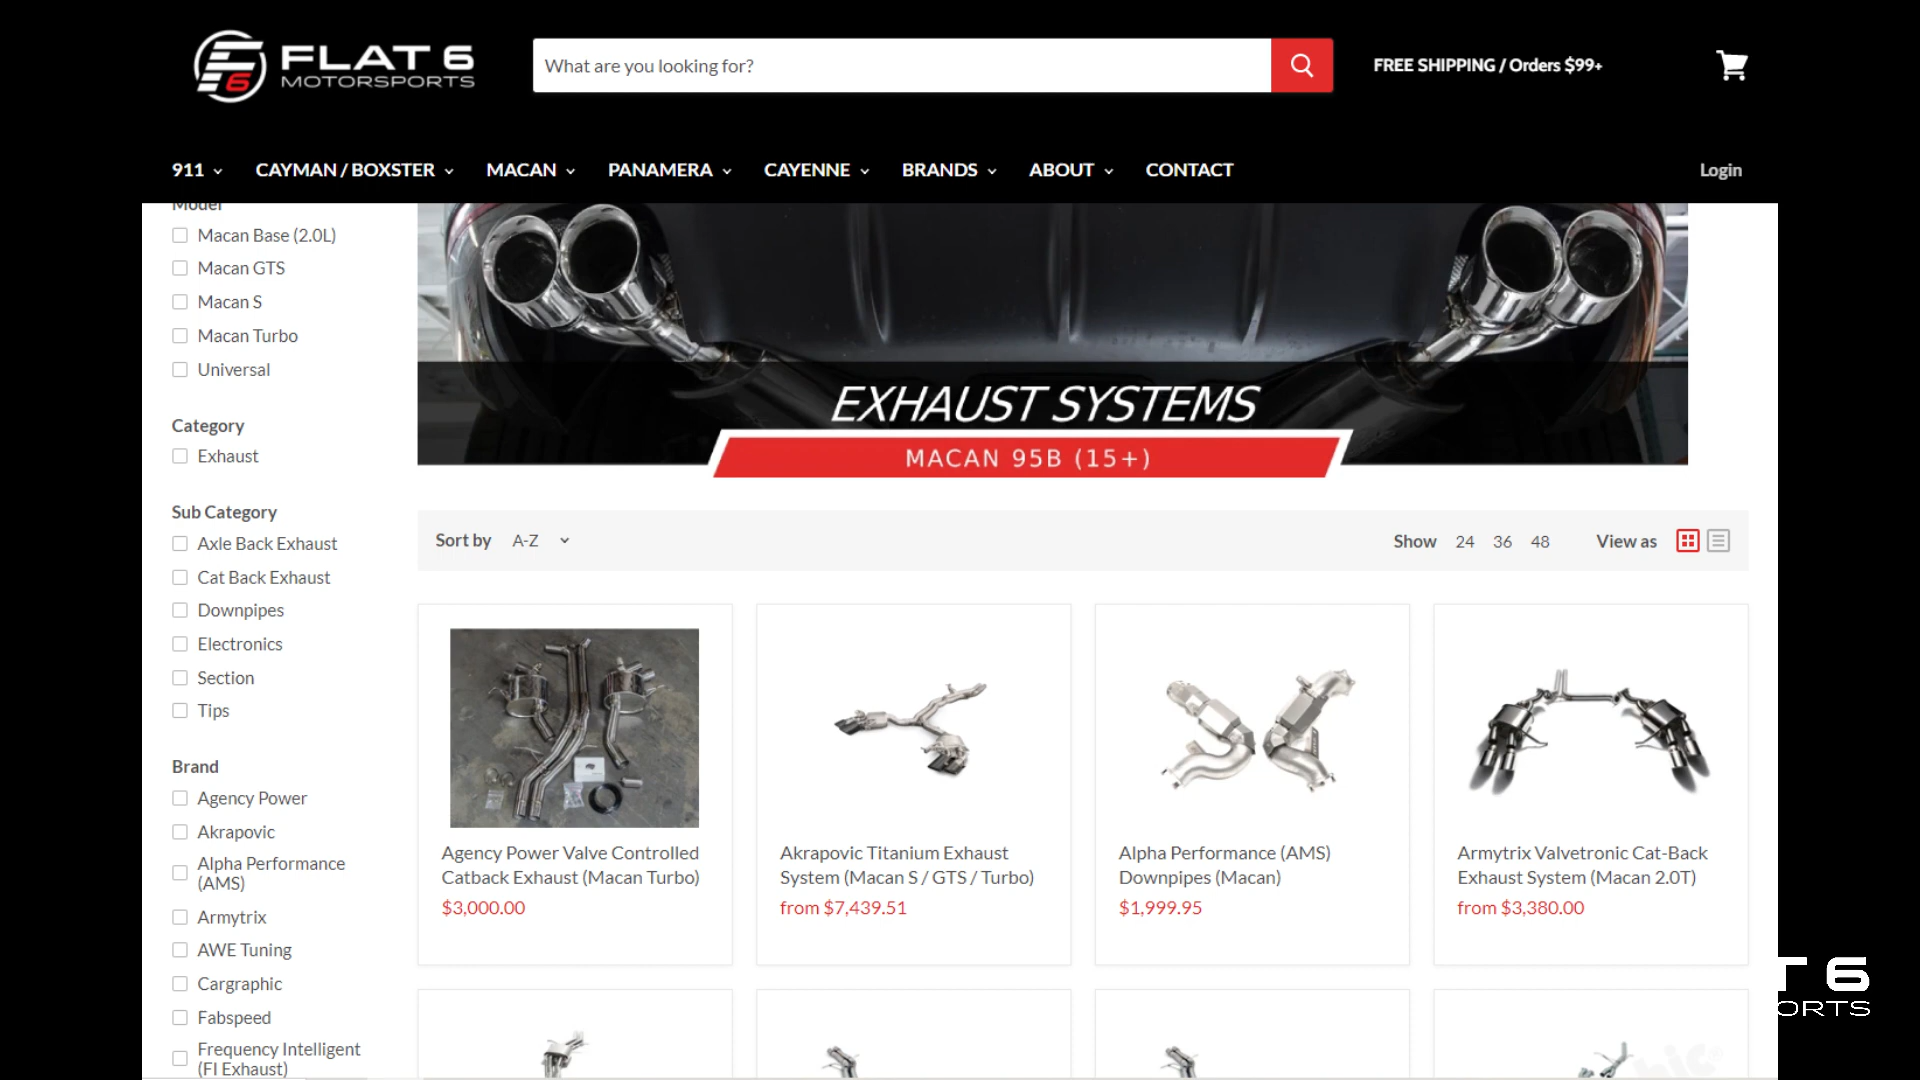 FLAT 6
MOTORSPORTS
What are you looking for?
FREE SHIPPING / Orders $99+
911
CAYMAN / BOXSTER
MACAN
PANAMERA
CAYENNE
BRANDS
ABOUT
CONTACT
Login
Model
Macan Base (2.0L)
Macan GTS
Macan S
Macan Turbo
Universal
Category
Exhaust
Sub Category
Axle Back Exhaust
Cat Back Exhaust
Downpipes
Electronics
Section
Tips
Brand
Agency Power
Akrapovic
Alpha Performance
(AMS)
Armytrix
AWE Tuning
Cargraphic
Fabspeed
Frequency Intelligent
(FI Exhaust)
EXHAUST SYSTEMS
MACAN 95B (15+)
Sort by A-Z
Show 24 36 48
View as
Agency Power Valve Controlled
Catback Exhaust (Macan Turbo)
$3,000.00
Akrapovic Titanium Exhaust
System (Macan S / GTS / Turbo)
from $7,439.51
Alpha Performance (AMS)
Downpipes (Macan)
$1,999.95
Armytrix Valvetronic Cat-Back
Exhaust System (Macan 2.0T)
from $3,380.00
T 6
ORTS